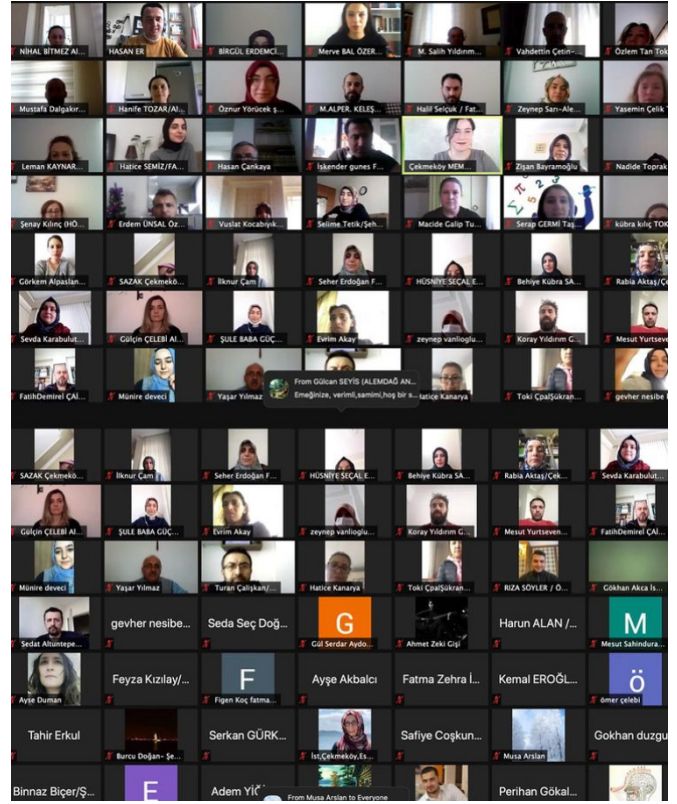 NİHAL BİTMEZ Al...
HASAN ER
BİRGÜL ERDEMCİ...
Merve BAL ÖZER...
M. Salih Yıldırım...
Vahdettin Çetin-...
Özlem Tan Tok
Mustafa Dalgakır...
Hanife TOZAR/Al...
Öznur Yörücek ş...
M.ALPER. KELEŞ...
Halil Selçuk / Fat...
Zeynep Sarı-Ale...
Yasemin Çelik
Leman KAYNAR...
Hatice SEMİZ/FA...
Hasan Çankaya
İskender gunes F...
Çekmeköy MEM...
Zişan Bayramoğlu
Nadide Toprak
Şenay Kılınç (HÖ...
Erdem ÜNSAL Öz...
Vuslat Kocabıyık...
Selime Tetik/Şeh...
Macide Galip Tu...
Serap GERMİ Taş...
kübra kılıç TOK
Görkem Alpaslan...
SAZAK Çekmekö...
İlknur Çam
Seher Erdoğan F...
HÜSNİYE SEÇAL E...
Behiye Kübra SA...
Rabia Aktaş/Çe
Sevda Karabulut...
Gülçin ÇELEBİ Al...
ŞULE BABA GÜÇ...
Evrim Akay
zeynep vanlioglu...
Koray Yıldırım G...
Mesut Yurtseve
FatihDemirel ÇAİ...
Münire deveci
Yaşar Yılmaz
From Gülcan SEYİS (ALEMDAĞ AN...
Emeğinize, verimli,samimi,hoş bir s...
Hatice Kanarya
Toki ÇpalŞükran...
gevher nesibe
SAZAK Çekmekö...
İlknur Çam
Seher Erdoğan F...
HÜSNİYE SEÇAL E...
Behiye Kübra SA...
Rabia Aktaş/Çek...
Sevda Karabulut...
Gülçin ÇELEBİ Al...
ŞULE BABA GÜÇ...
Evrim Akay
zeynep vanlioglu...
Koray Yıldırım G...
Mesut Yurtseven...
FatihDemirel ÇAİ...
Münire deveci
Yaşar Yılmaz
Turan Çalışkan/...
Hatice Kanarya
Toki ÇpalŞükran...
RIZA SÖYLER / Ö...
Gökhan Akca İs...
Sedat Altuntepe...
gevher nesibe...
Seda Seç Doğ...
G
Gül Serdar Aydo...
Ahmet Zeki Gişi
Harun ALAN /...
M
Mesut Sahindura...
Ayse Duman
Feyza Kızılay/...
F
Figen Koç fatma...
Ayşe Akbalcı
Fatma Zehra İ...
Kemal EROĞL...
ö
ömer çelebi
Tahir Erkul
Burcu Doğan- Şe...
Serkan GÜRK...
İst,Çekmeköy,Es...
Safiye Coşkun...
Musa Arslan
Gokhan duzgu
Binnaz Biçer/Ş...
E
Adem YİĞ
From Musa Arslan to Everyone
Perihan Gökal...